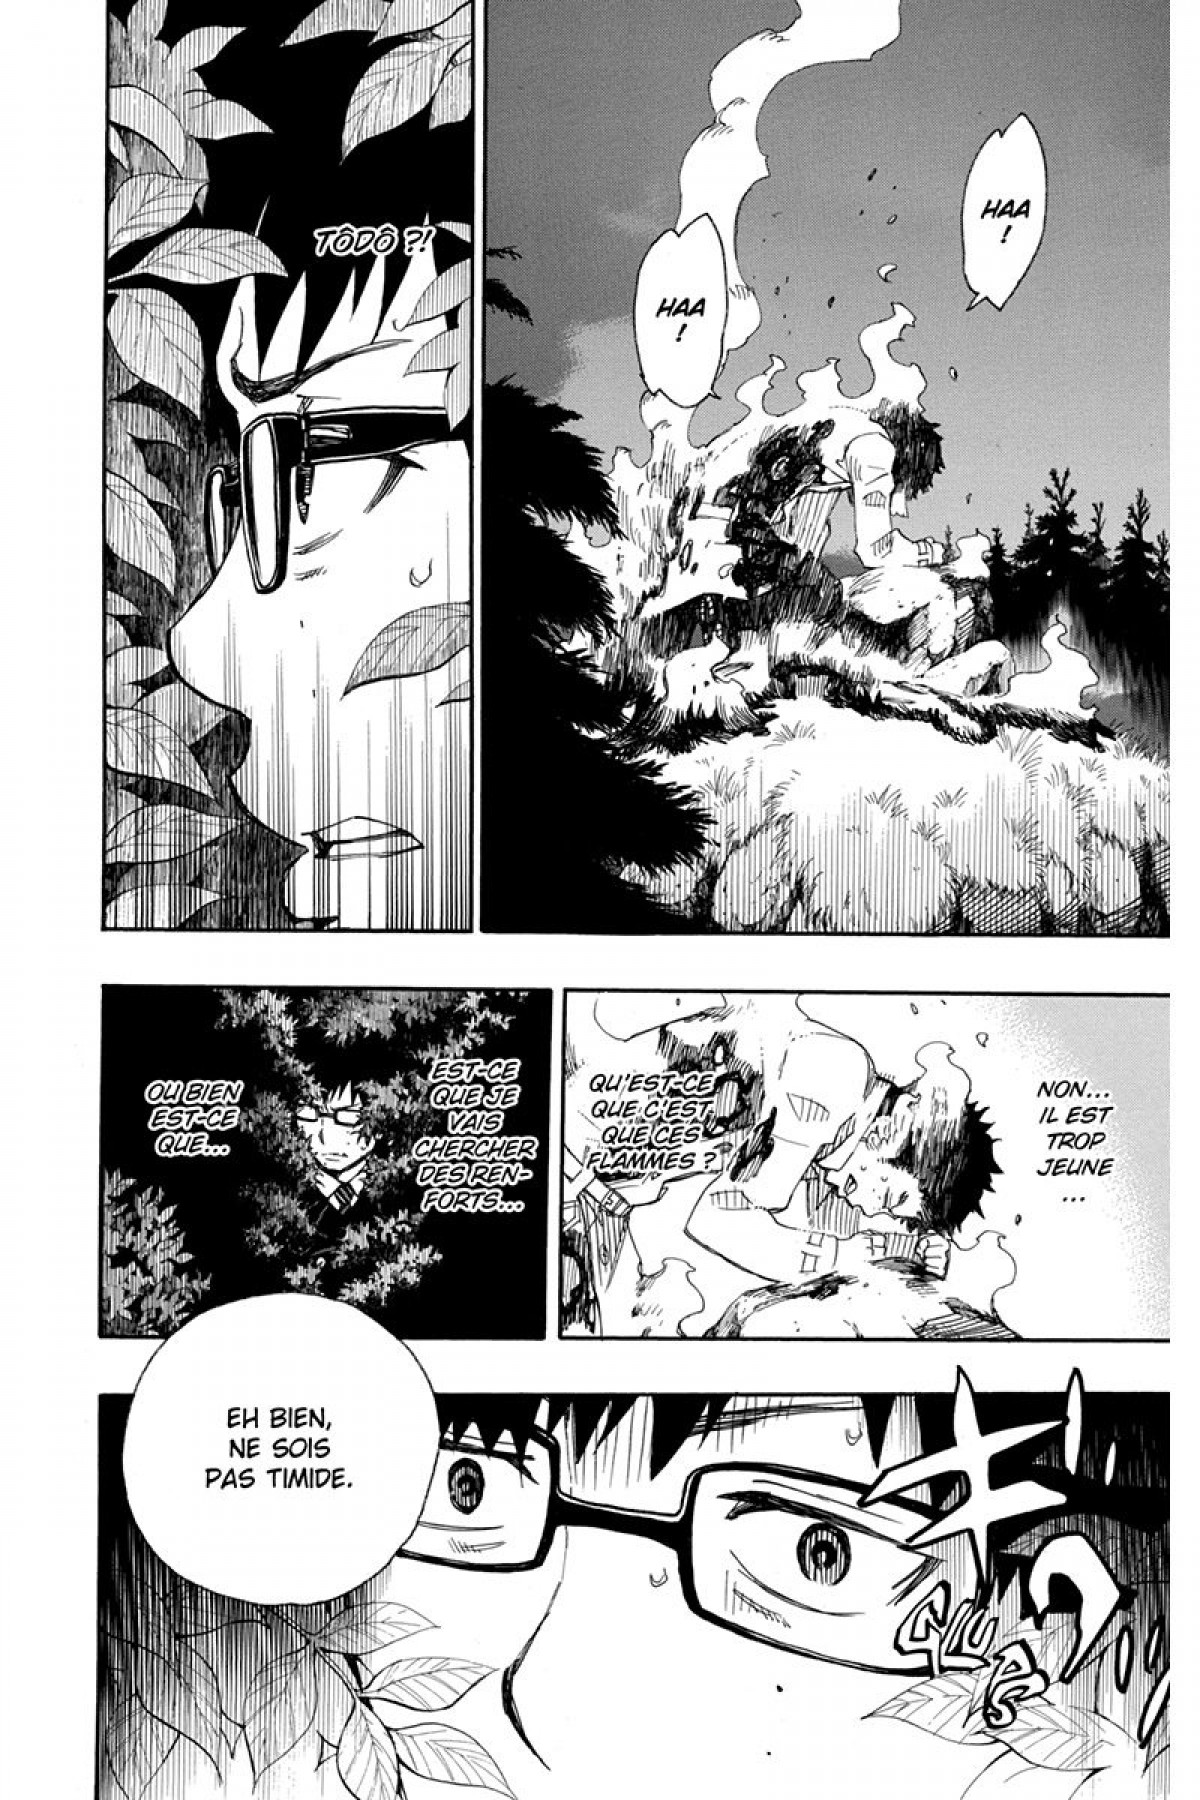 HAA
!
HAA
!
TÔDÔ ?!
NON...
IL EST
TROP
JEUNE
...
QU'EST-CE
QUE C'EST
QUE CES
FLAMMES ?
EST-CE
QUE JE
VAIS
CHERCHER
DES REN-
FORTS...
OU BIEN
EST-CE
QUE...
EH BIEN,
NE SOIS
PAS TIMIDE.